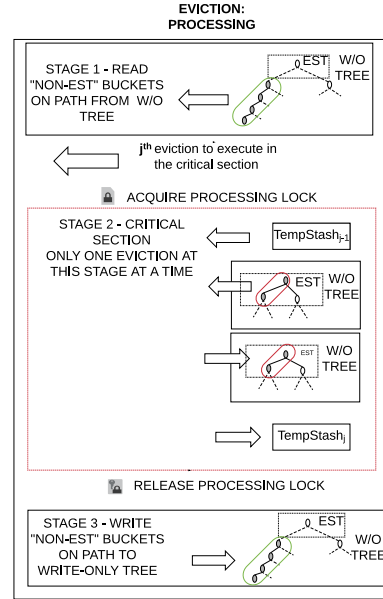 EVICTION:
PROCESSING
STAGE 1 - READ
"NON-EST" BUCKETS
ON PATH FROM W/O
TREE
EST
W/O
TREE
jth eviction to execute in
the critical section
ACQUIRE PROCESSING LOCK
STAGE 2 - CRITICAL
SECTION
ONLY ONE EVICTION AT
THIS STAGE AT A TIME
TempStashj-1
EST
W/O
TREE
EST
W/O
TREE
TempStashj
RELEASE PROCESSING LOCK
STAGE 3 - WRITE
"NON-EST" BUCKETS
ON PATH TO
WRITE-ONLY TREE
EST
W/O
TREE